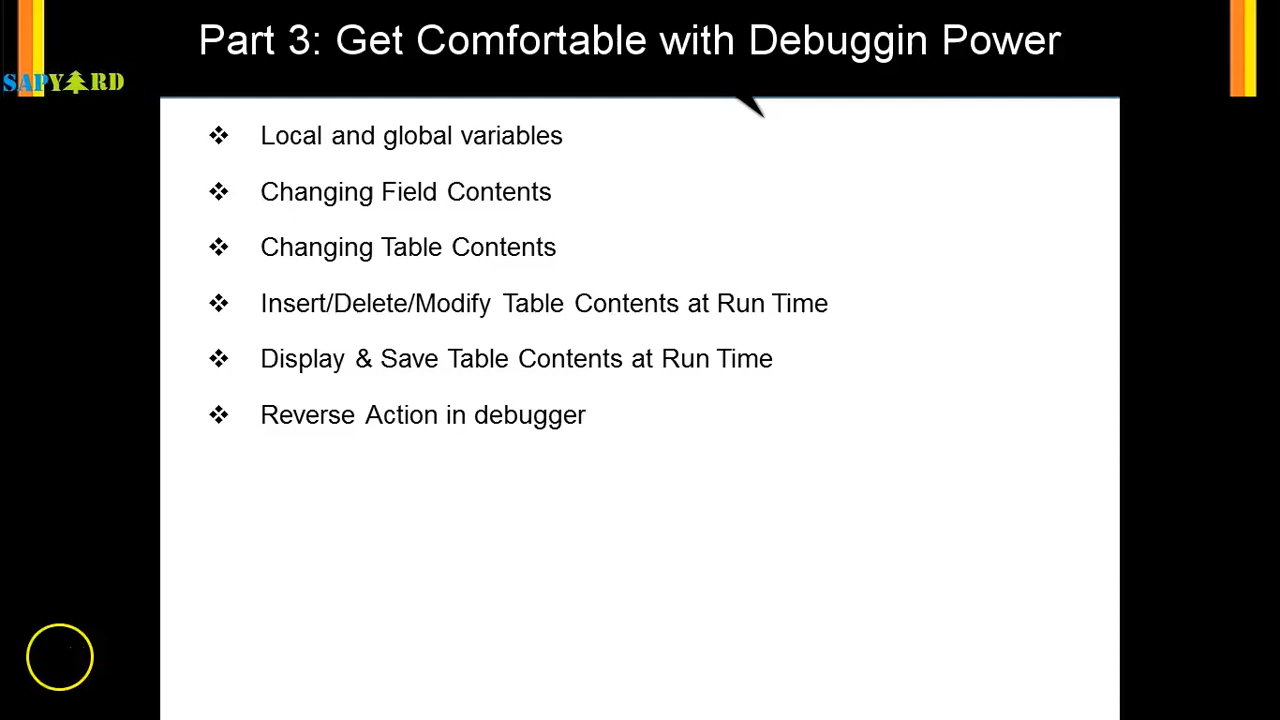 Part 3: Get Comfortable with Debuggin Power
SAPYARD
Local and global variables
Changing Field Contents
Changing Table Contents
Insert/Delete/Modify Table Contents at Run Time
Display & Save Table Contents at Run Time
Reverse Action in debugger